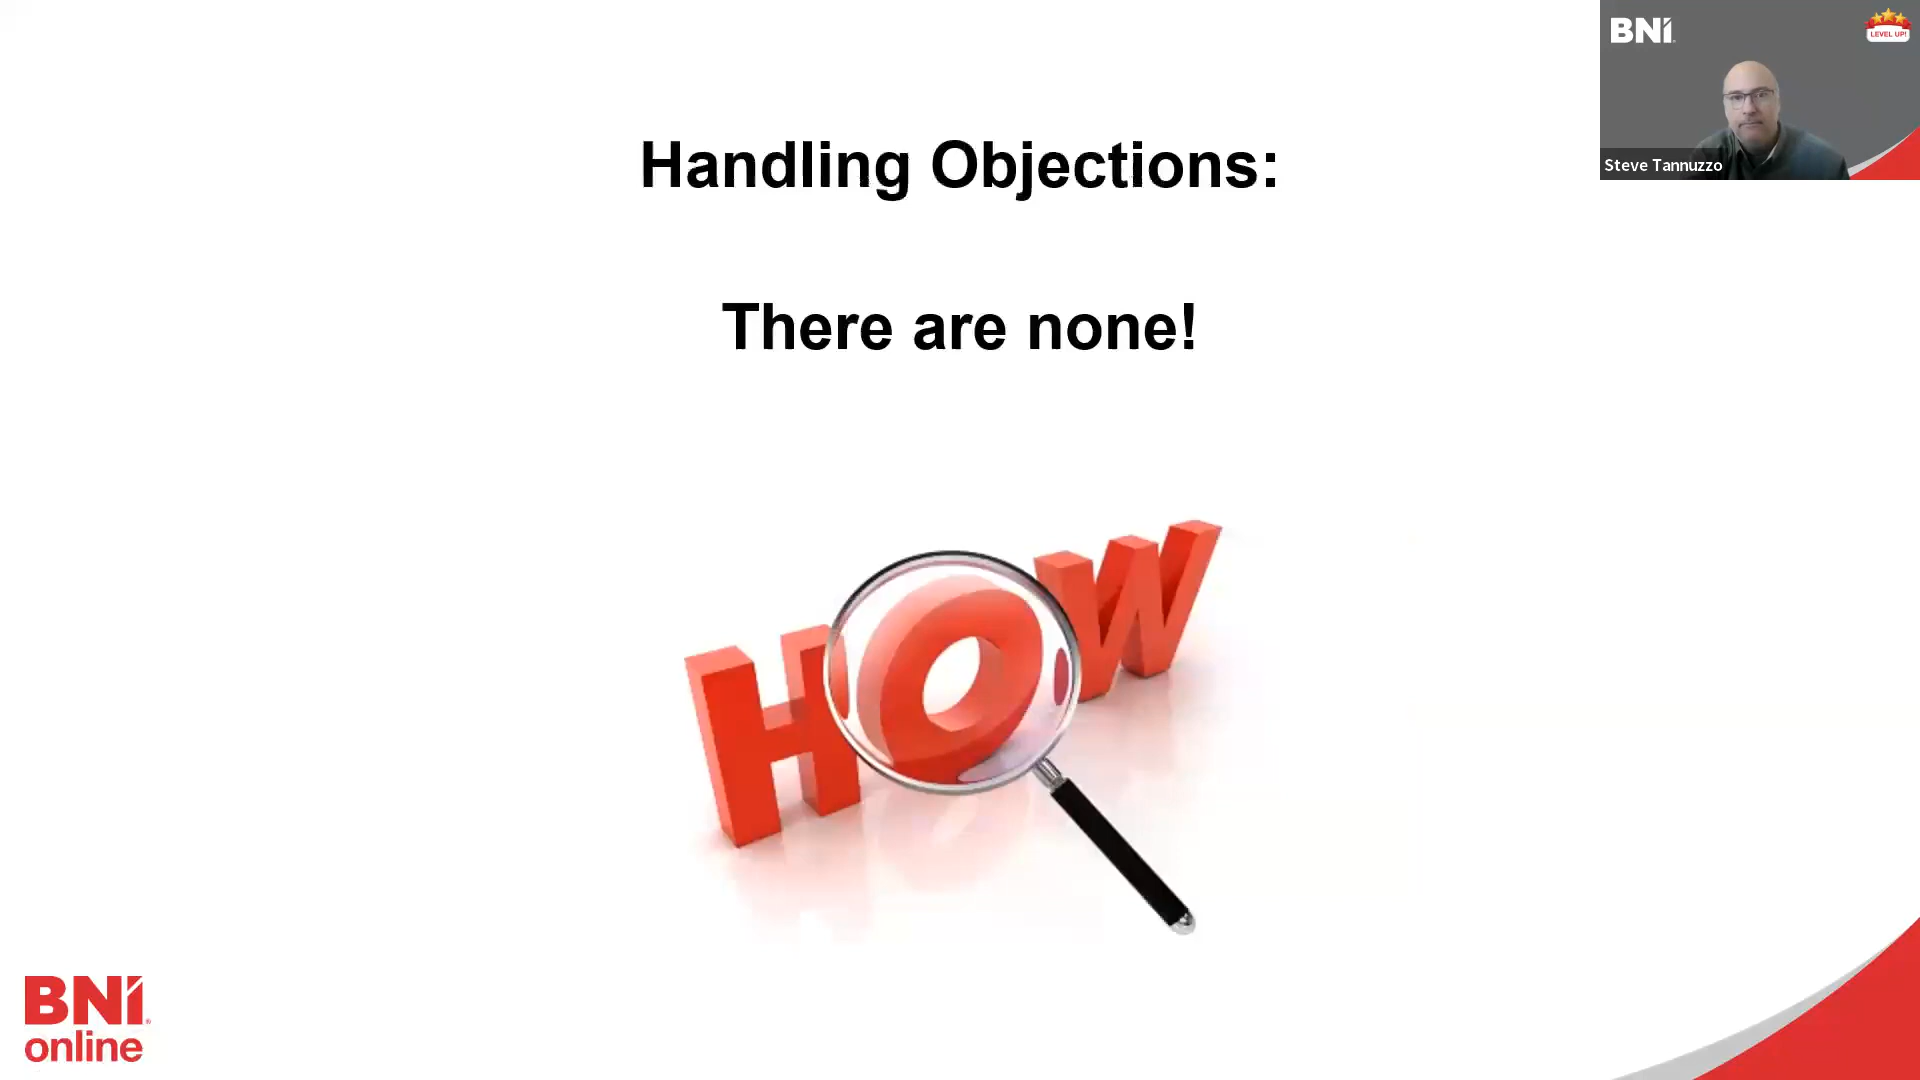 BNI
LEVEL UP!
Steve Tannuzzo
Handling Objections:
There are none!
HOW
BNI
online